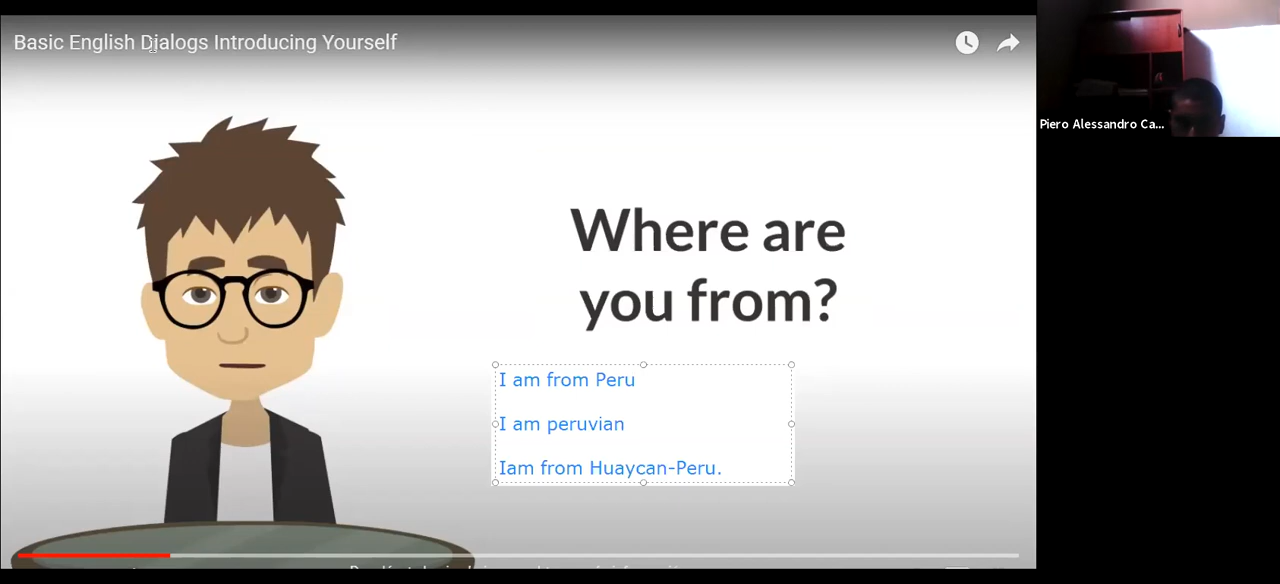 Basic English Dialogs Introducing Yourself
Piero Alessandro Ca...
Where are
you from?
I am from Peru
I am peruvian
Iam from Huaycan-Peru.